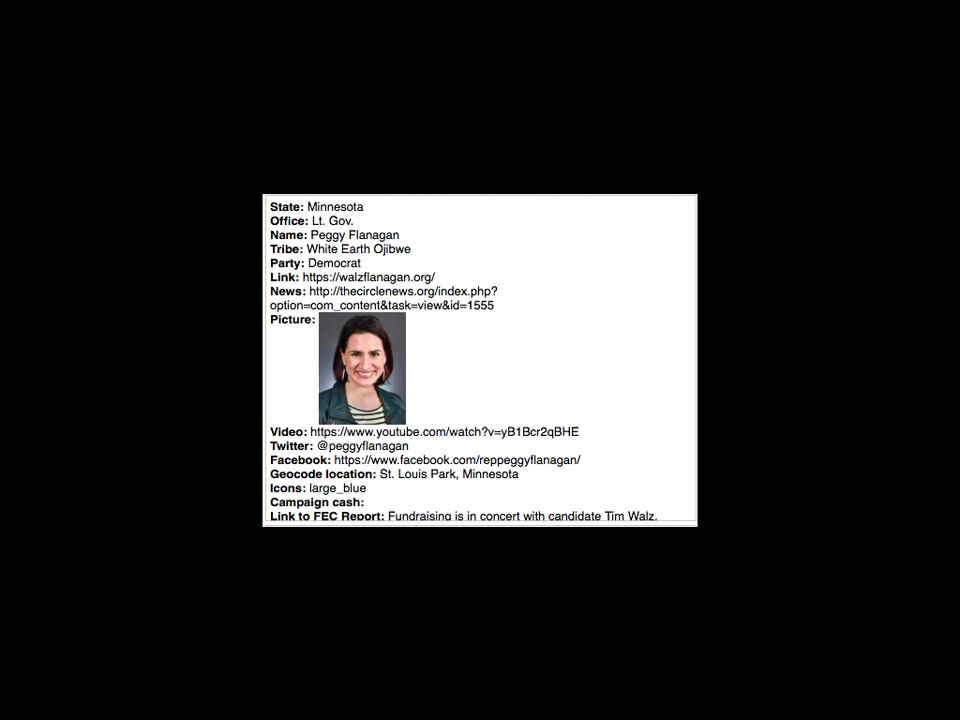 State: Minnesota
Office: Lt. Gov.
Name: Peggy Flanagan
Tribe: White Earth Ojibwe
Party: Democrat
Link: https://walzflanagan.org/
News: http://thecirclenews.org/index.php?
option=com_content&task=view&id=1555
Picture:
Video: https://www.youtube.com/watch?v=yB1Bcr2qBHE
Twitter: @peggyflanagan
Facebook: https://www.facebook.com/reppeggyflanagan/
Geocode location: St. Louis Park, Minnesota
Icons: large_blue
Campaign cash:
Link to FEC Report: Fundraising is in concert with candidate Tim Walz.